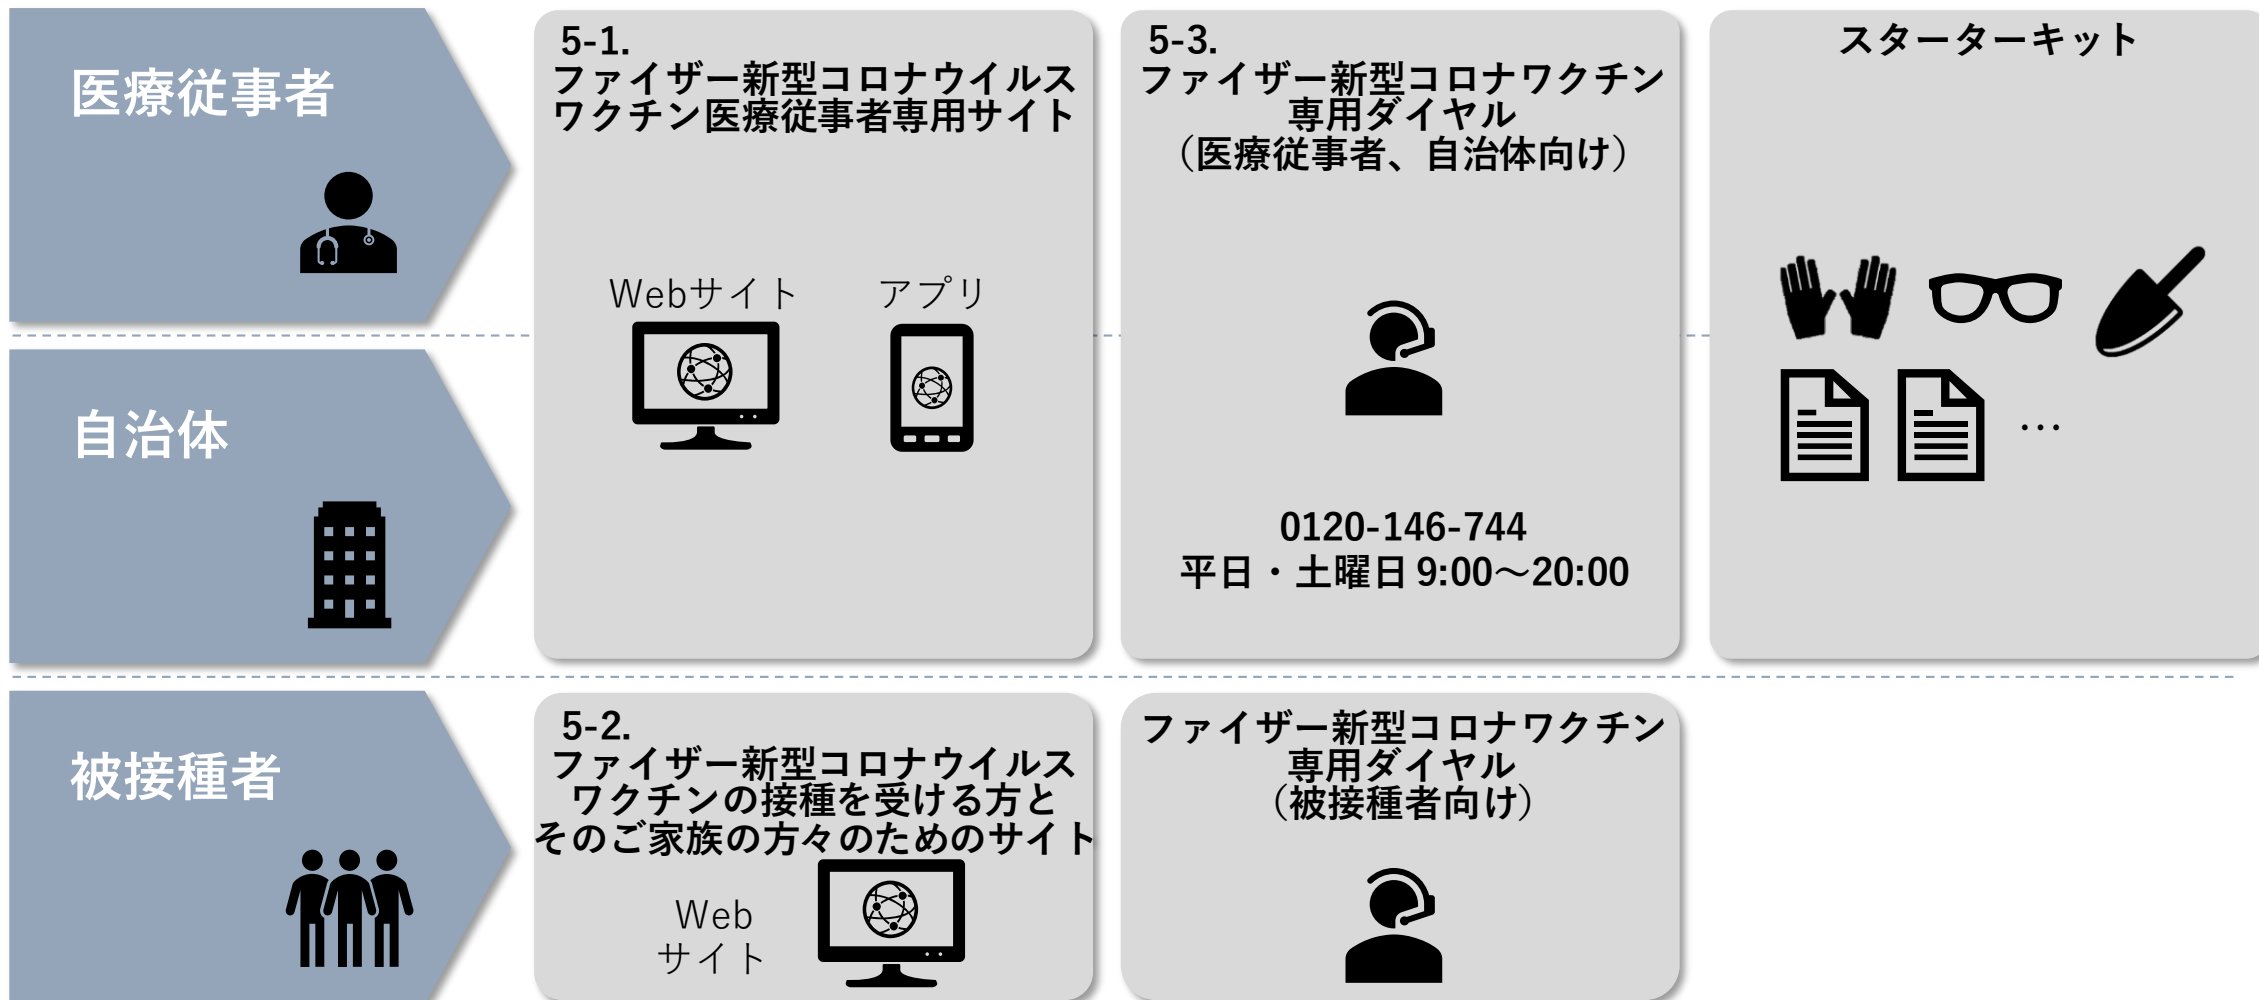 医療従事者
5-1.
ファイザー新型コロナウイルス
ワクチン医療従事者専用サイト
Webサイト
アプリ
5-3.
ファイザー新型コロナワクチン
専用ダイヤル
（医療従事者、自治体向け）
0120-146-744
平日・土曜日 9:00～20:00
スターターキット
…
自治体
被接種者
5-2.
ファイザー新型コロナウイルス
ワクチンの接種を受ける方と
そのご家族の方々のためのサイト
Web
サイト
ファイザー新型コロナワクチン
専用ダイヤル
（被接種者向け）